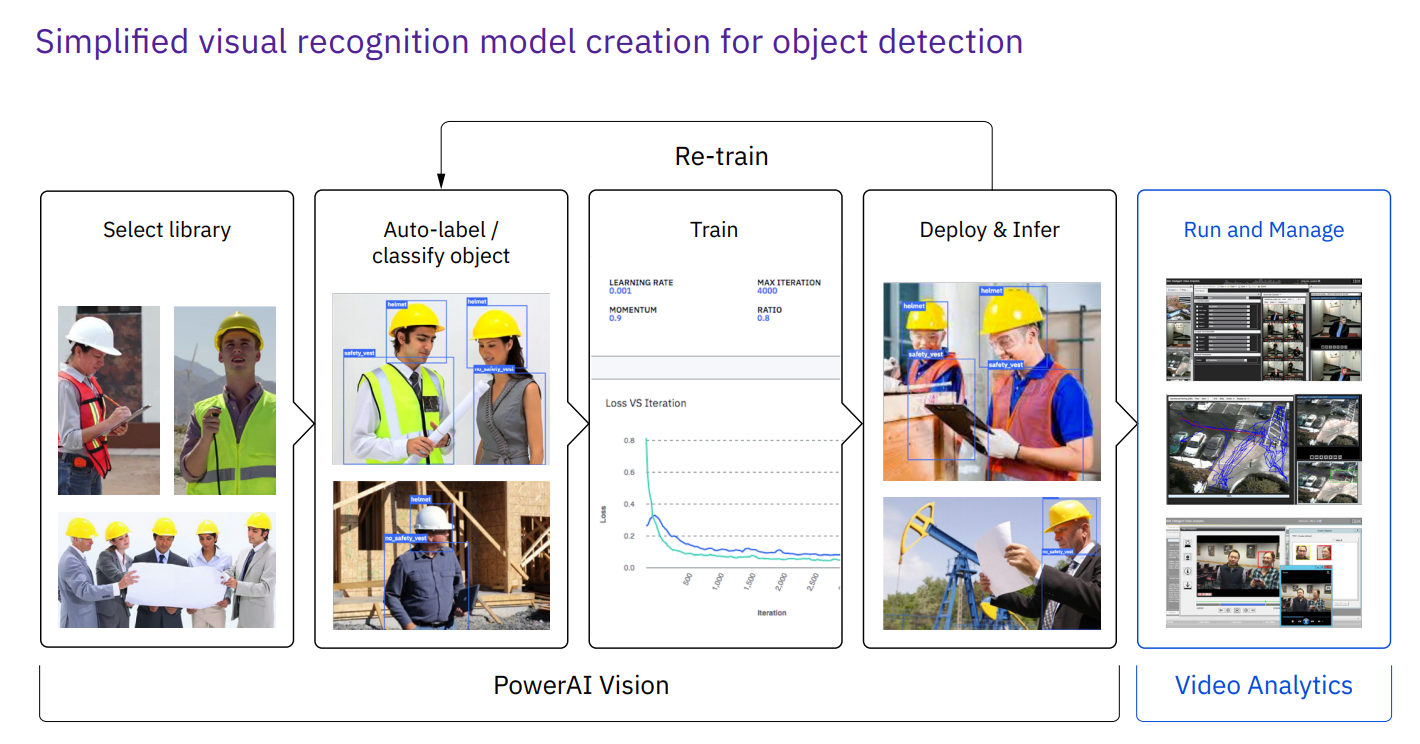 Simplified visual recognition model creation for object detection
Re-train
Select library
Auto-label /
classify object
helmet
helmet
safety_vest
no_safety_vest
helmet
no_safety_vest
Train
LEARNING RATE
0.001
MAX ITERATION
4000
MOMENTUM
0.9
RATIO
0.8
Loss VS Iteration
0.8
0.6
0.4
0.2
0.0
Loss
500
1,000
1,500
2,000
2,500
Iteration
Deploy & Infer
helmet
helmet
safety_vest
safety_vest
no_safety_vest
Run and Manage
PowerAI Vision
Video Analytics